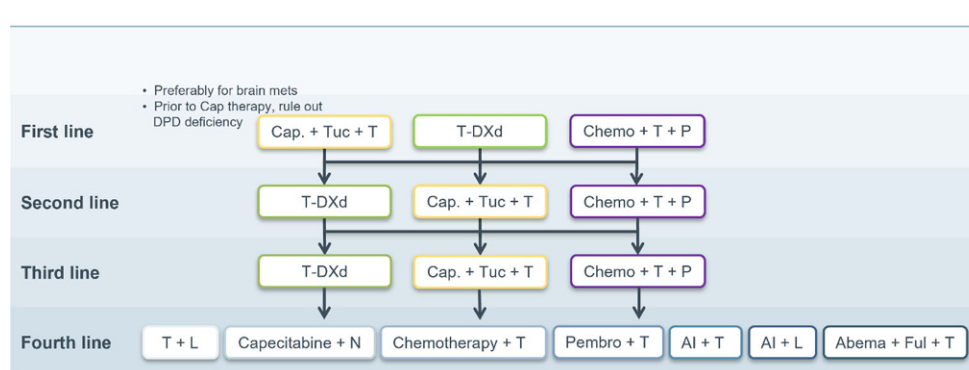 • Preferably for brain mets
• Prior to Cap therapy, rule out
DPD deficiency
First line
Cap. + Tuc + T
T-DXd
Chemo + T + P
Second line
T-DXd
Cap. + Tuc + T
Chemo + T + P
Third line
T-DXd
Cap. + Tuc + T
Chemo + T + P
Fourth line
T + L
Capecitabine + N
Chemotherapy + T
Pembro + T
AI + T
AI + L
Abema + Ful + T